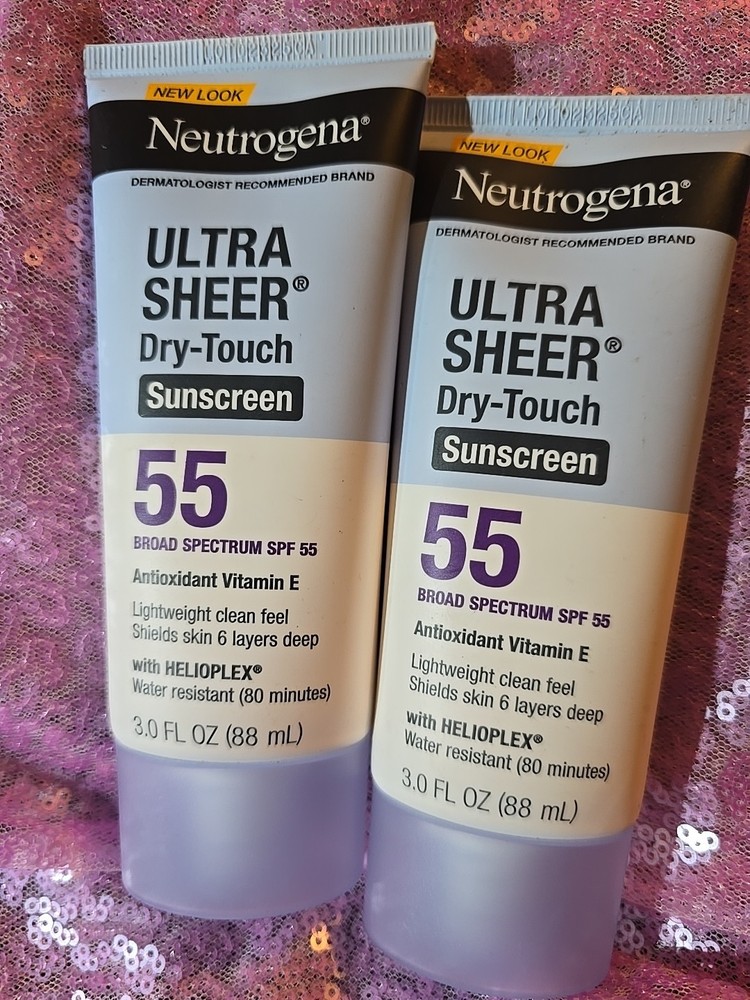 NEW LOOK
Neutrogena®
DERMATOLOGIST RECOMMENDED BRAND
ULTRA
SHEER®
Dry-Touch
Sunscreen
55
BROAD SPECTRUM SPF 55
Antioxidant Vitamin E
Lightweight clean feel
Shields skin 6 layers deep
with HELIOPLEX®
Water resistant (80 minutes)
3.0 FL OZ (88 mL)
NEW LOOK
Neutrogena®
DERMATOLOGIST RECOMMENDED BRAND
ULTRA
SHEER®
Dry-Touch
Sunscreen
55
BROAD SPECTRUM SPF 55
Antioxidant Vitamin E
Lightweight clean feel
Shields skin 6 layers deep
with HELIOPLEX®
Water resistant (80 minutes)
3.0 FL OZ (88 mL)